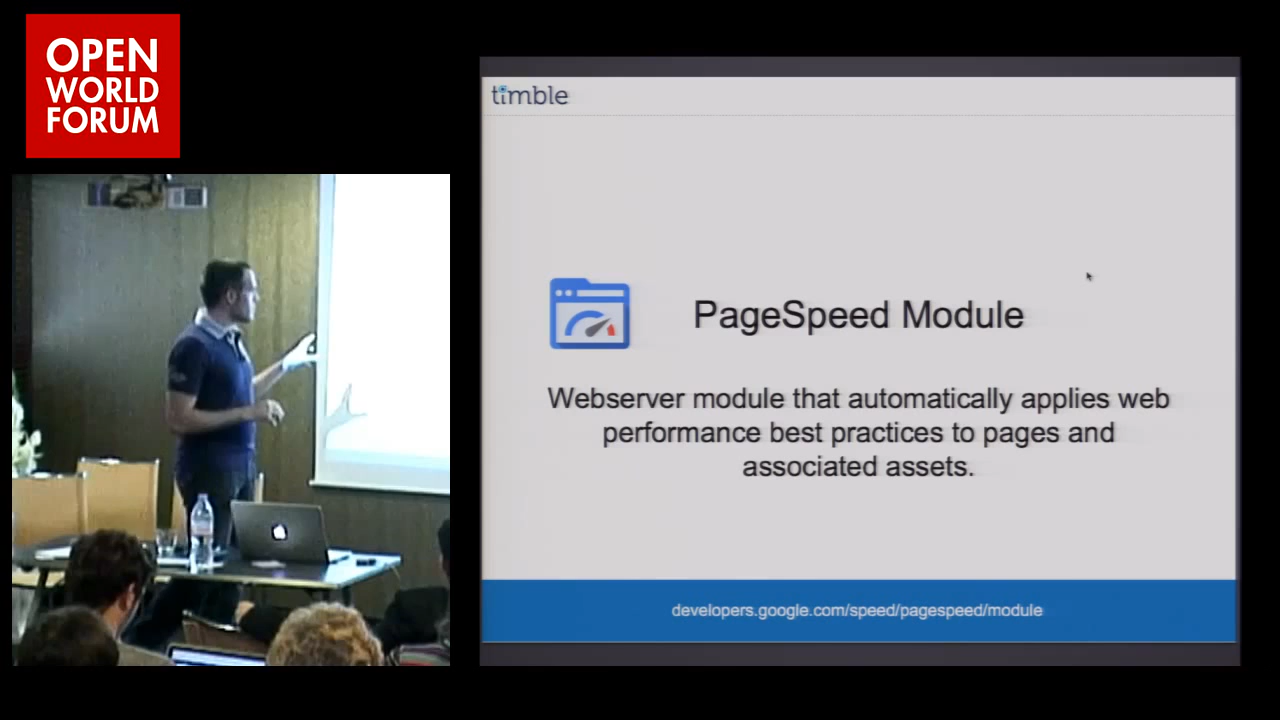 OPEN
WORLD
FORUM
timble
PageSpeed Module
Webserver module that automatically applies web
performance best practices to pages and
associated assets.
developers.google.com/speed/pagespeed/module